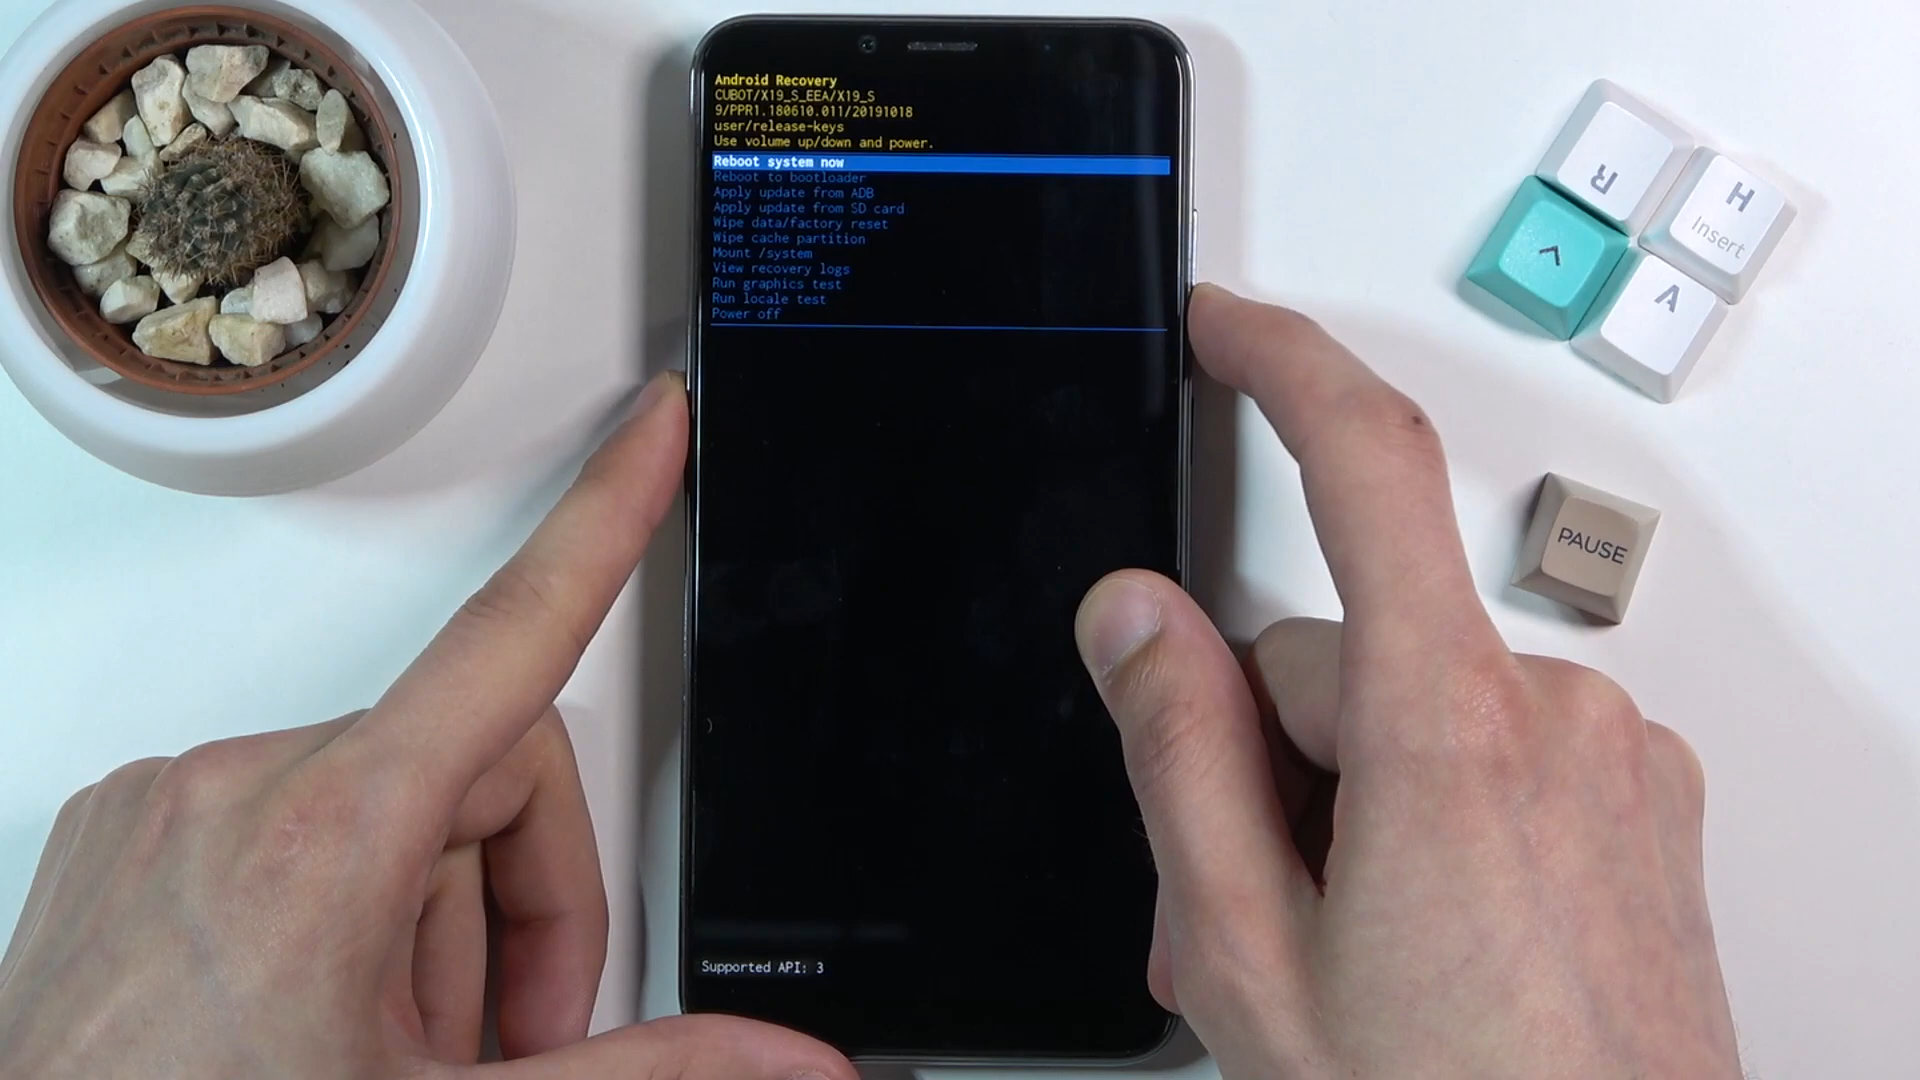 Android Recovery
CUBOT/X19_S_EEA/X19_S
9/PPR1.180610.011/20191018
user/release-keys
Use volume up/down and power.
Reboot system now
Reboot to bootloader
Apply update from ADB
Apply update from SD card
Wipe data/factory reset
Wipe cache partition
Mount /system
View recovery logs
Run graphics test
Run locale test
Power off
Supported API: 3
R
H
Insert
A
PAUSE